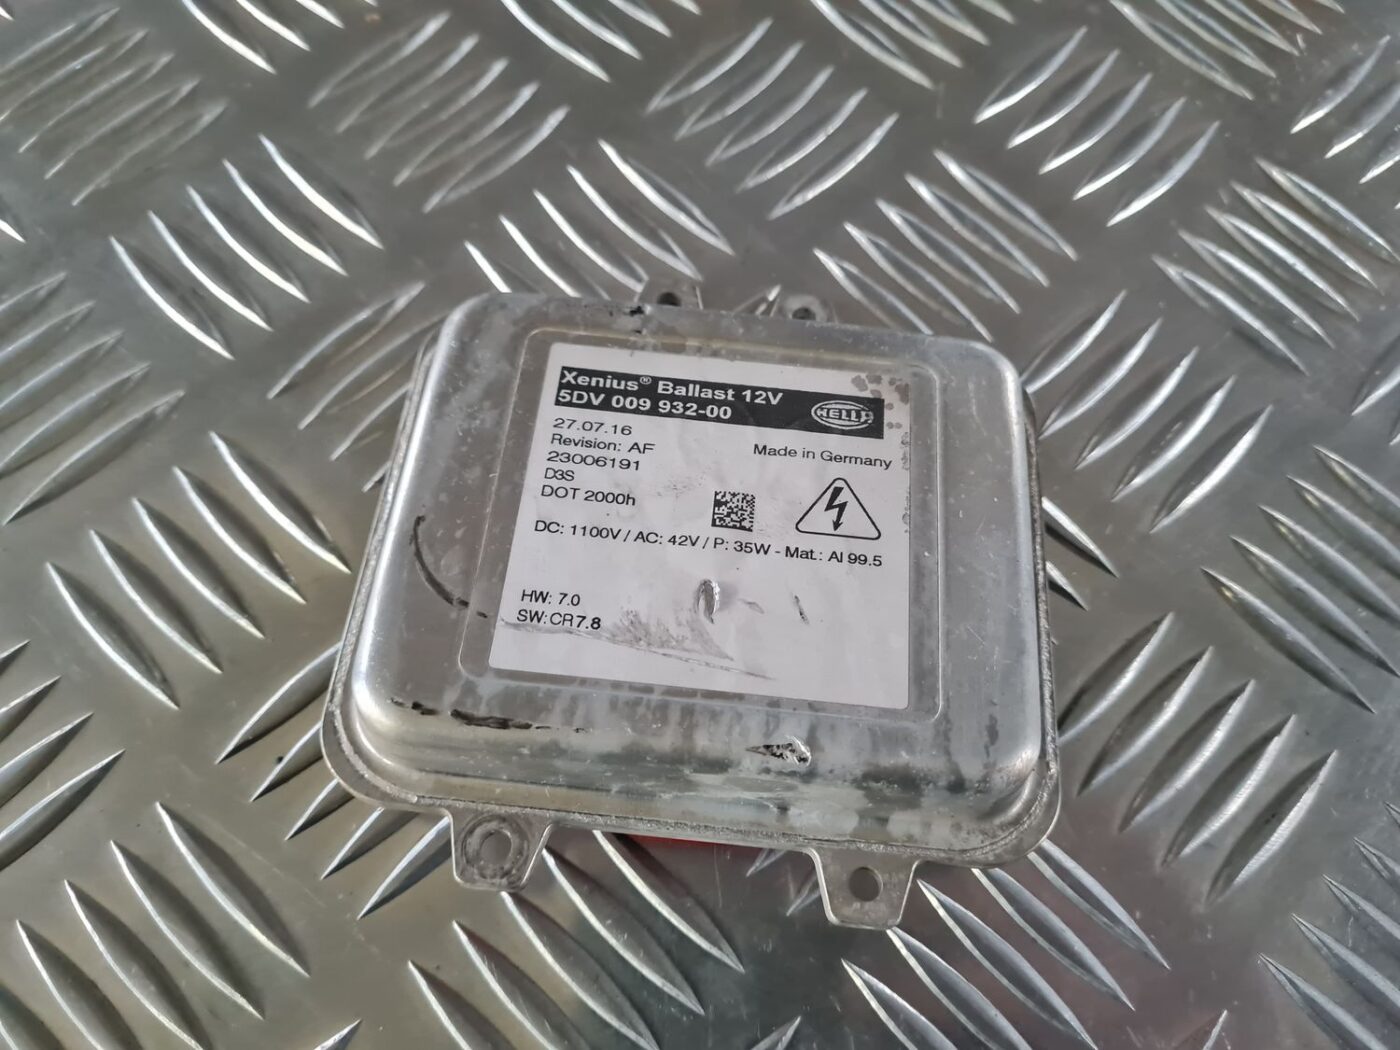 Xenius® Ballast 12V
5DV 009 932-00
HELLA
27.07.16
Revision: AF
Made in Germany
23006191
D3S
DOT 2000h
DC: 1100V / AC: 42V / P: 35W - Mat.: Al 99.5
HW: 7.0
SW:CR7.8